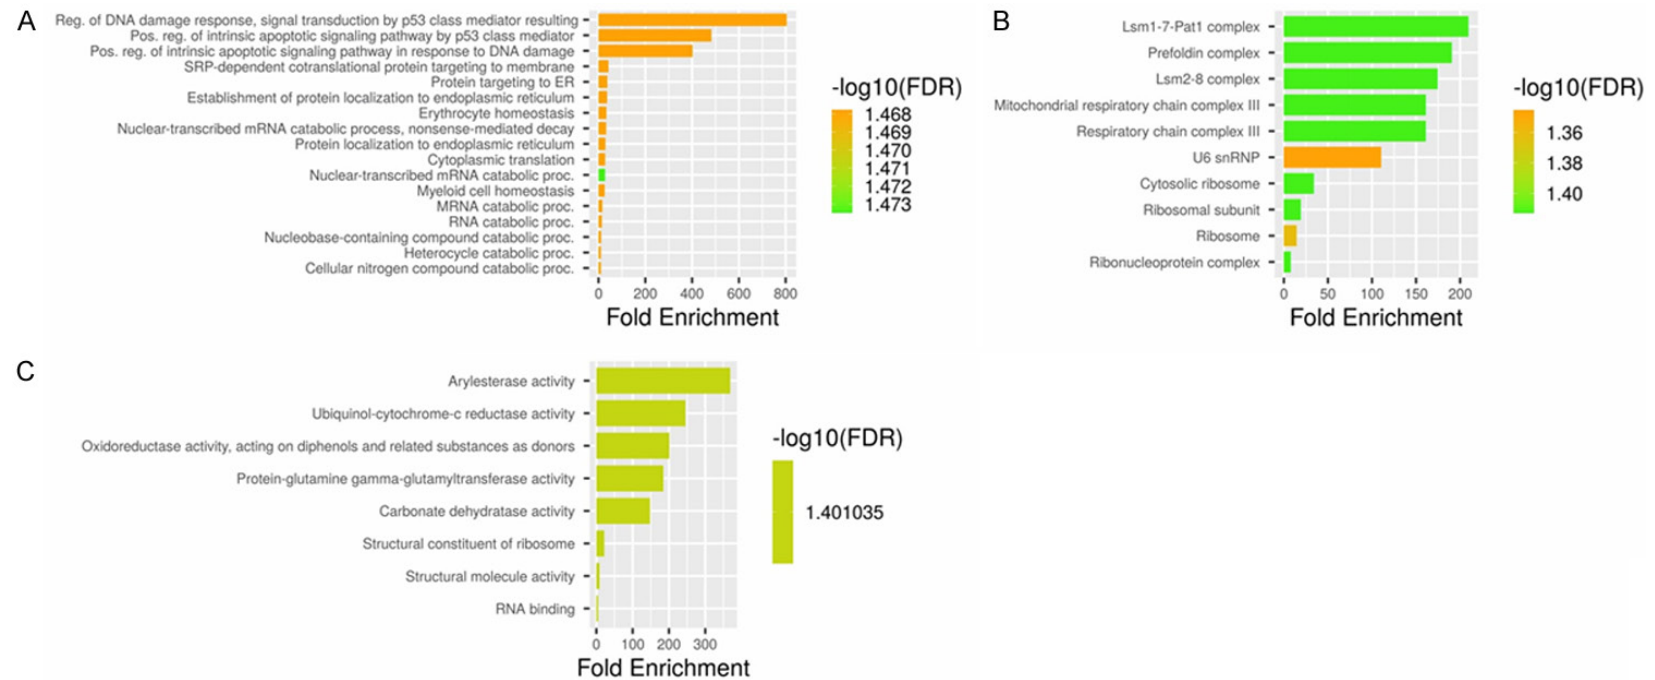 A
Reg. of DNA damage response, signal transduction by p53 class mediator resulting
Pos. reg. of intrinsic apoptotic signaling pathway by p53 class mediator
Pos. reg. of intrinsic apoptotic signaling pathway in response to DNA damage
SRP-dependent cotranslational protein targeting to membrane
Protein targeting to ER
Establishment of protein localization to endoplasmic reticulum
Erythrocyte homeostasis
Nuclear-transcribed mRNA catabolic process, nonsense-mediated decay
Protein localization to endoplasmic reticulum
Cytoplasmic translation
Nuclear-transcribed mRNA catabolic proc.
Myeloid cell homeostasis
MRNA catabolic proc.
RNA catabolic proc.
Nucleobase-containing compound catabolic proc.
Heterocycle catabolic proc.
Cellular nitrogen compound catabolic proc.
0 200 400 600 800
Fold Enrichment
-log10(FDR)
1.468
1.469
1.470
1.471
1.472
1.473
B
Lsm1-7-Pat1 complex
Prefoldin complex
Lsm2-8 complex
Mitochondrial respiratory chain complex III
Respiratory chain complex III
U6 snRNP
Cytosolic ribosome
Ribosomal subunit
Ribosome
Ribonucleoprotein complex
0 50 100 150 200
Fold Enrichment
-log10(FDR)
1.36
1.38
1.40
C
Arylesterase activity
Ubiquinol-cytochrome-c reductase activity
Oxidoreductase activity, acting on diphenols and related substances as donors
Protein-glutamine gamma-glutamyltransferase activity
Carbonate dehydratase activity
Structural constituent of ribosome
Structural molecule activity
RNA binding
0 100 200 300
Fold Enrichment
-log10(FDR)
1.401035